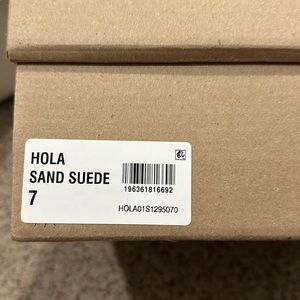 HOLA
SAND SUEDE
7
196361816692
HOLA01S1295070